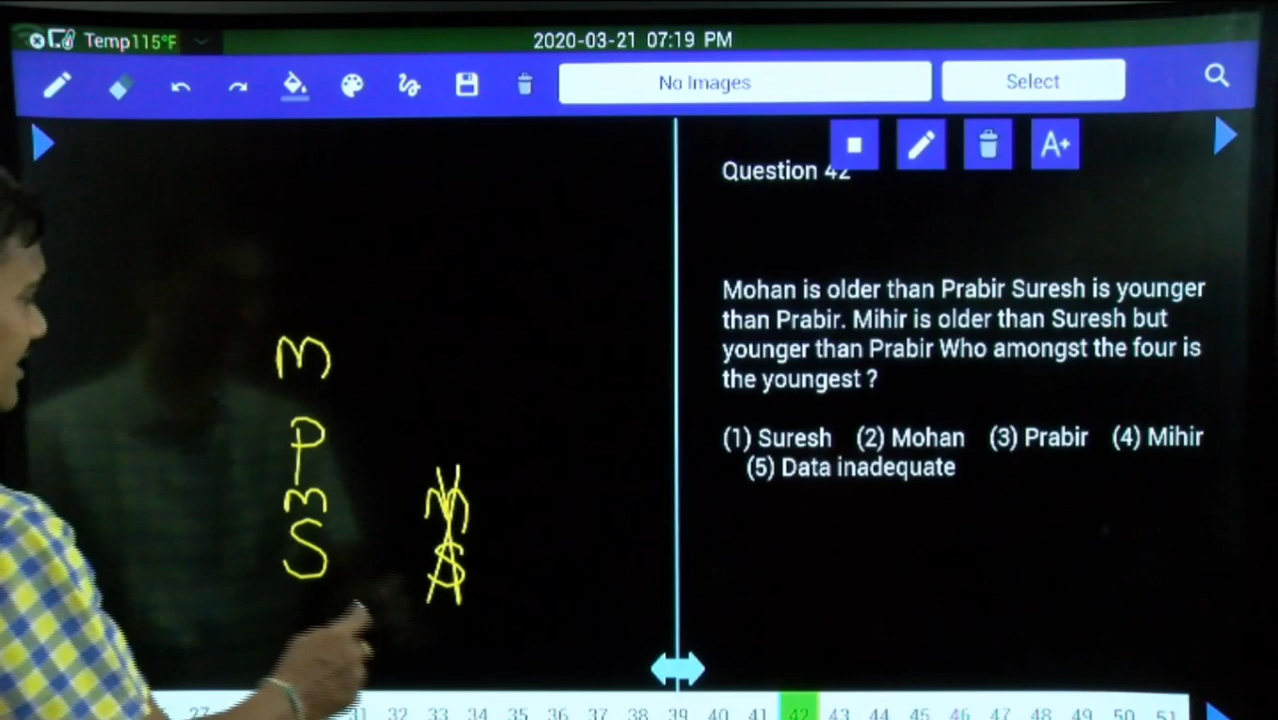 Temp115°F
2020-03-21 07:19 PM
No Images
Select
A+
Question 42
Mohan is older than Prabir Suresh is younger
than Prabir. Mihir is older than Suresh but
younger than Prabir Who amongst the four is
the youngest ?
(1) Suresh (2) Mohan (3) Prabir (4) Mihir
(5) Data inadequate
M
P
m
S
27 31 32 33 34 35 36 37 38 39 40 41 42 43 44 45 46 47 48 49 50 51